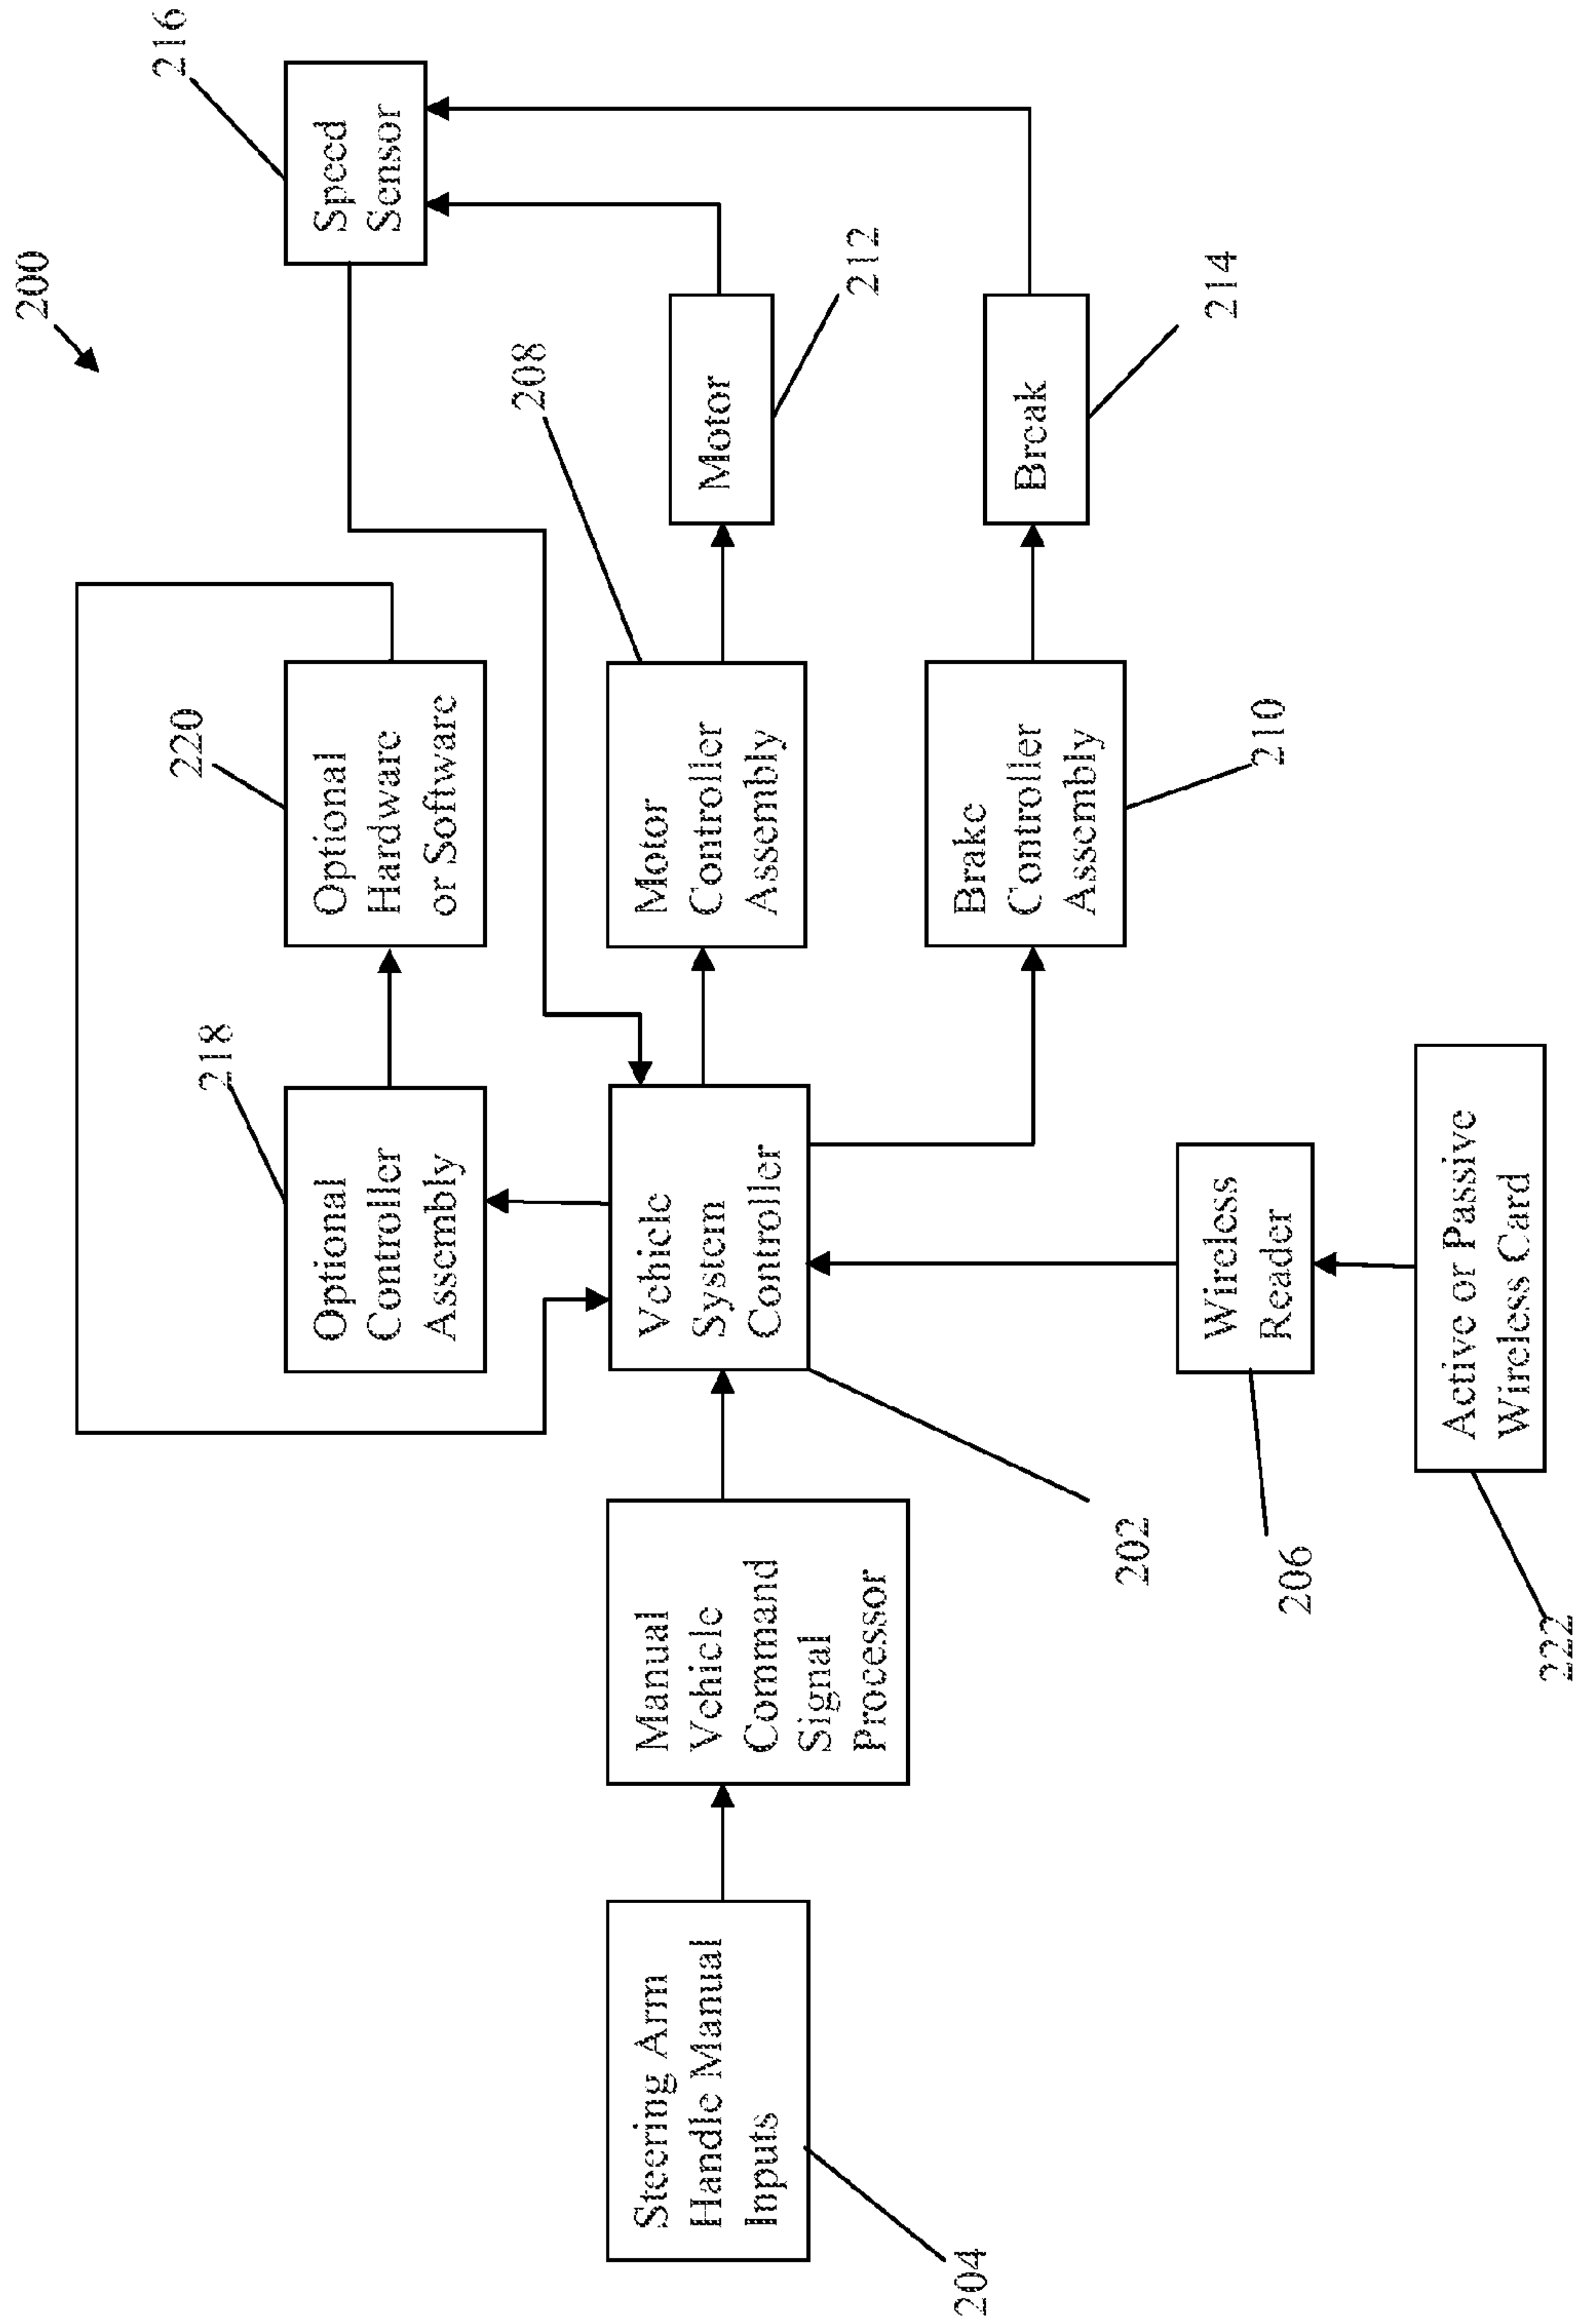 200
216
Speed
Sensor
220
218
Optional
Controller
Assembly
Optional
Hardware
or Software
208
Steering Arm
Handle Manual
Inputs
204
Manual
Vehicle
Command
Signal
Processor
Vehicle
System
Controller
202
Motor
Controller
Assembly
Motor
212
Brake
Controller
Assembly
210
Break
214
Wireless
Reader
206
Active or Passive
Wireless Card
222